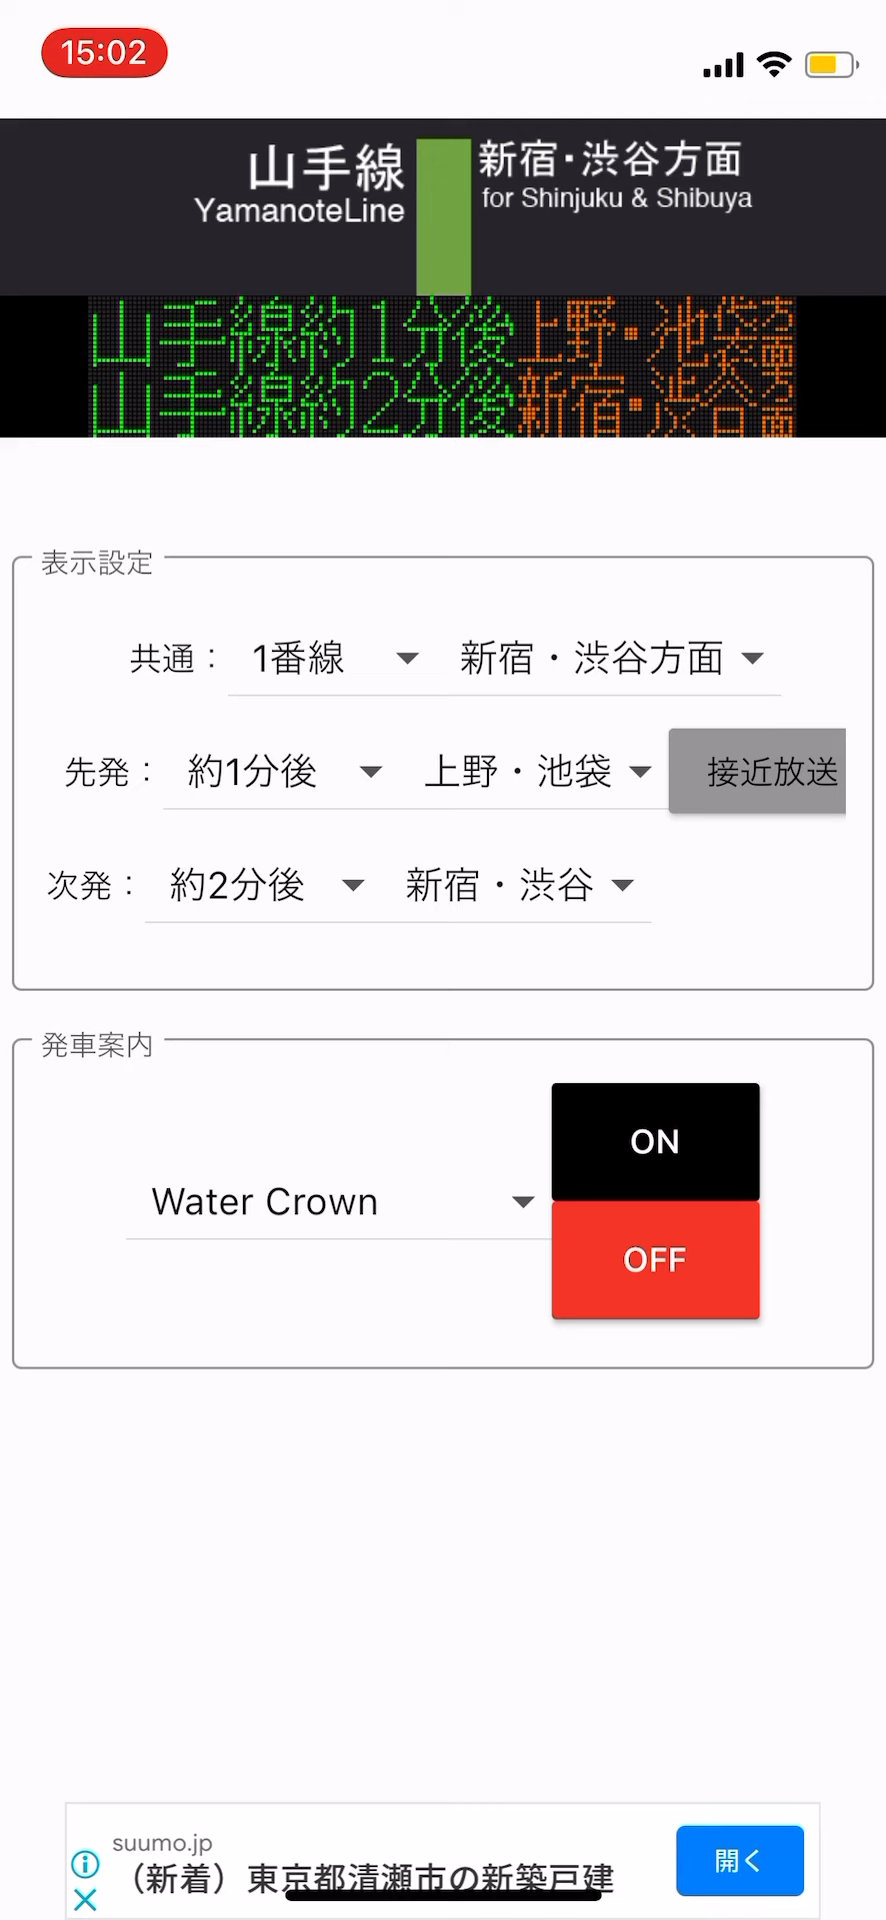 15:02
山手線 新宿・渋谷方面
YamanoteLine for Shinjuku & Shibuya
山手線約1分後上野・池袋方面
山手線約2分後新宿・渋谷方面
表示設定
共通： 1番線 新宿・渋谷方面
先発： 約1分後 上野・池袋 接近放送
次発： 約2分後 新宿・渋谷
発車案内
ON
Water Crown
OFF
suumo.jp
（新着）東京都清瀬市の新築戸建
開く